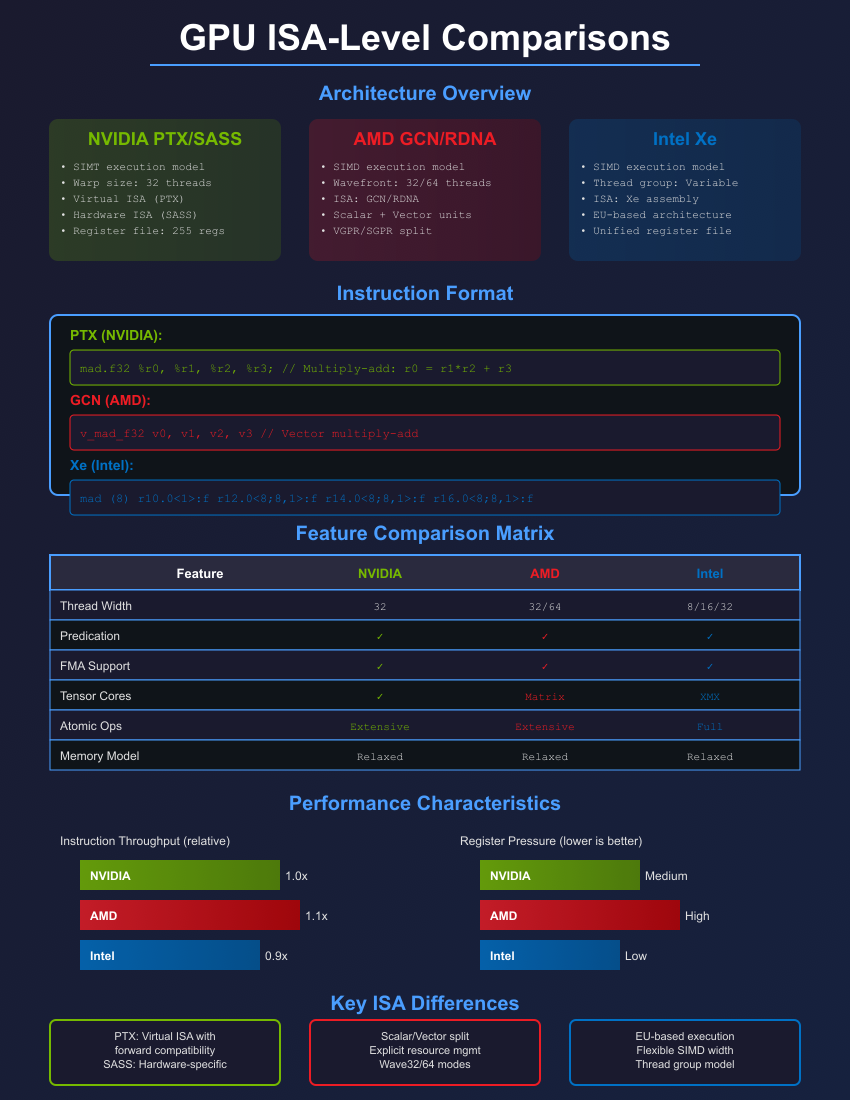 GPU ISA-Level Comparisons
Architecture Overview
NVIDIA PTX/SASS
• SIMT execution model
• Warp size: 32 threads
• Virtual ISA (PTX)
• Hardware ISA (SASS)
• Register file: 255 regs
AMD GCN/RDNA
• SIMD execution model
• Wavefront: 32/64 threads
• ISA: GCN/RDNA
• Scalar + Vector units
• VGPR/SGPR split
Intel Xe
• SIMD execution model
• Thread group: Variable
• ISA: Xe assembly
• EU-based architecture
• Unified register file
Instruction Format
PTX (NVIDIA):
mad.f32 %r0, %r1, %r2, %r3; // Multiply-add: r0 = r1*r2 + r3
GCN (AMD):
v_mad_f32 v0, v1, v2, v3 // Vector multiply-add
Xe (Intel):
mad (8) r10.0<1>:f r12.0<8;8,1>:f r14.0<8;8,1>:f r16.0<8;8,1>:f
Feature Comparison Matrix
Feature NVIDIA AMD Intel
Thread Width 32 32/64 8/16/32
Predication ✓ ✓ ✓
FMA Support ✓ ✓ ✓
Tensor Cores ✓ Matrix XMX
Atomic Ops Extensive Extensive Full
Memory Model Relaxed Relaxed Relaxed
Performance Characteristics
Instruction Throughput (relative)
NVIDIA 1.0x
AMD 1.1x
Intel 0.9x
Register Pressure (lower is better)
NVIDIA Medium
AMD High
Intel Low
Key ISA Differences
PTX: Virtual ISA with
forward compatibility
SASS: Hardware-specific
Scalar/Vector split
Explicit resource mgmt
Wave32/64 modes
EU-based execution
Flexible SIMD width
Thread group model